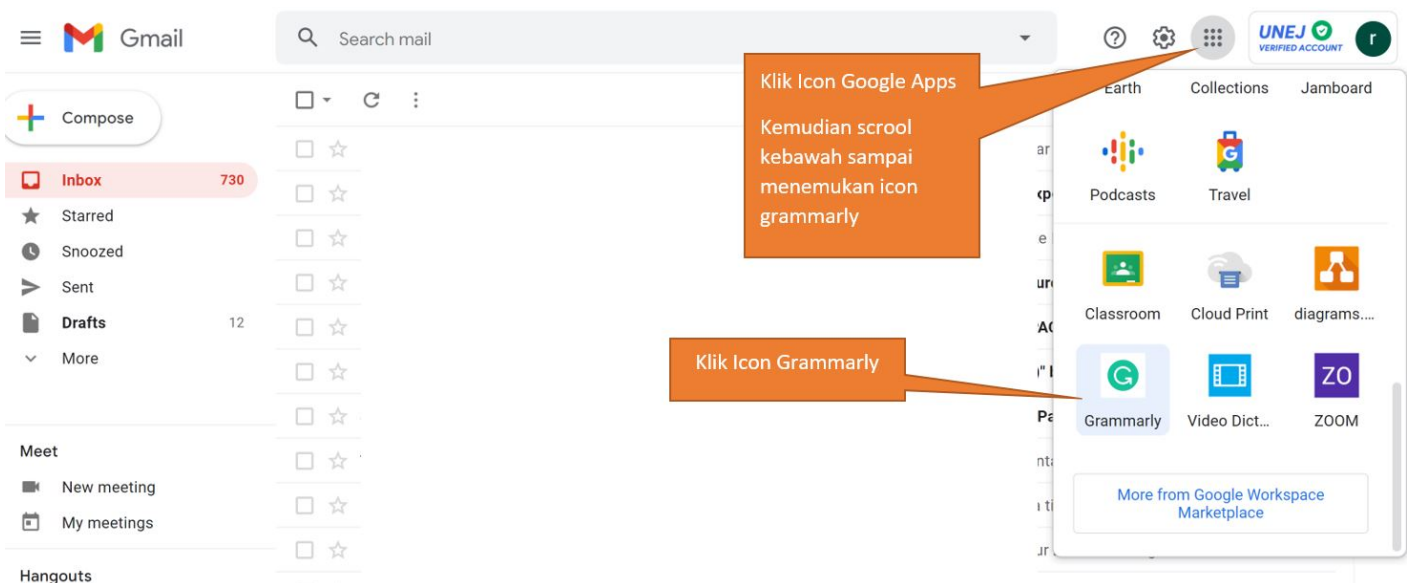 Gmail
Search mail
UNEJ
VERIFIED ACCOUNT
r
Compose
Inbox 730
Starred
Snoozed
Sent
Drafts 12
More
Meet
New meeting
My meetings
Hangouts
Klik Icon Google Apps
Kemudian scrool
kebawah sampai
menemukan icon
grammarly
Klik Icon Grammarly
Earth Collections Jamboard
Podcasts Travel
Classroom Cloud Print diagrams....
ZO
Grammarly Video Dict... ZOOM
More from Google Workspace
Marketplace